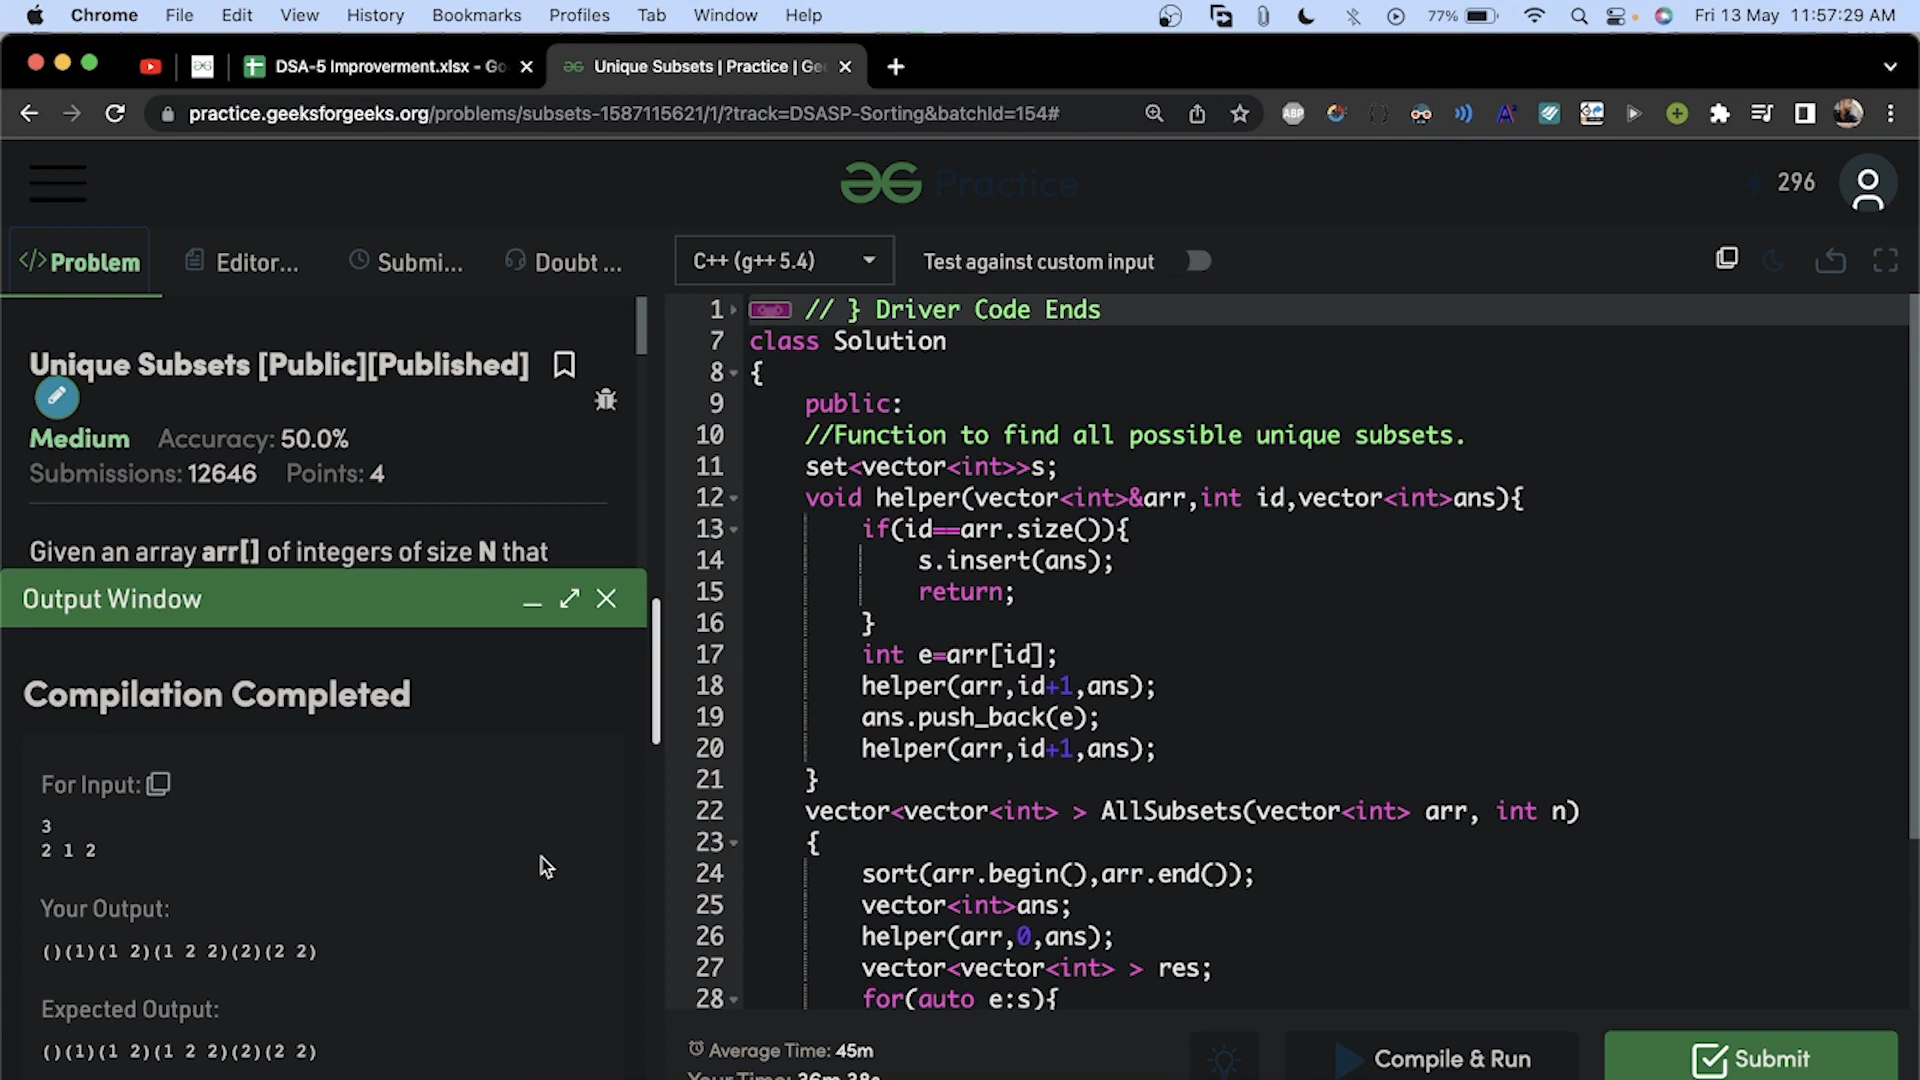 Chrome File Edit View History Bookmarks Profiles Tab Window Help 77% Fri 13 May 11:57:29 AM
DSA-5 Improverment.xlsx - Go Unique Subsets | Practice | Gee
practice.geeksforgeeks.org/problems/subsets-1587115621/1/?track=DSASP-Sorting&batchId=154# ABP
Practice 296
</> Problem Editor... Submi... Doubt ... C++ (g++ 5.4) Test against custom input
Unique Subsets [Public][Published]
Medium Accuracy: 50.0%
Submissions: 12646 Points: 4
Given an array arr[] of integers of size N that
Output Window
Compilation Completed
For Input:
3
2 1 2
Your Output:
()(1)(1 2)(1 2 2)(2)(2 2)
Expected Output:
()(1)(1 2)(1 2 2)(2)(2 2)
1 // } Driver Code Ends
7 class Solution
8 {
9 public:
10 //Function to find all possible unique subsets.
11 set<vector<int>>s;
12 void helper(vector<int>&arr,int id,vector<int>ans){
13 if(id==arr.size()){
14 s.insert(ans);
15 return;
16 }
17 int e=arr[id];
18 helper(arr,id+1,ans);
19 ans.push_back(e);
20 helper(arr,id+1,ans);
21 }
22 vector<vector<int> > AllSubsets(vector<int> arr, int n)
23 {
24 sort(arr.begin(),arr.end());
25 vector<int>ans;
26 helper(arr,0,ans);
27 vector<vector<int> > res;
28 for(auto e:s){
Average Time: 45m
Your Time: 36m 38s
Compile & Run Submit